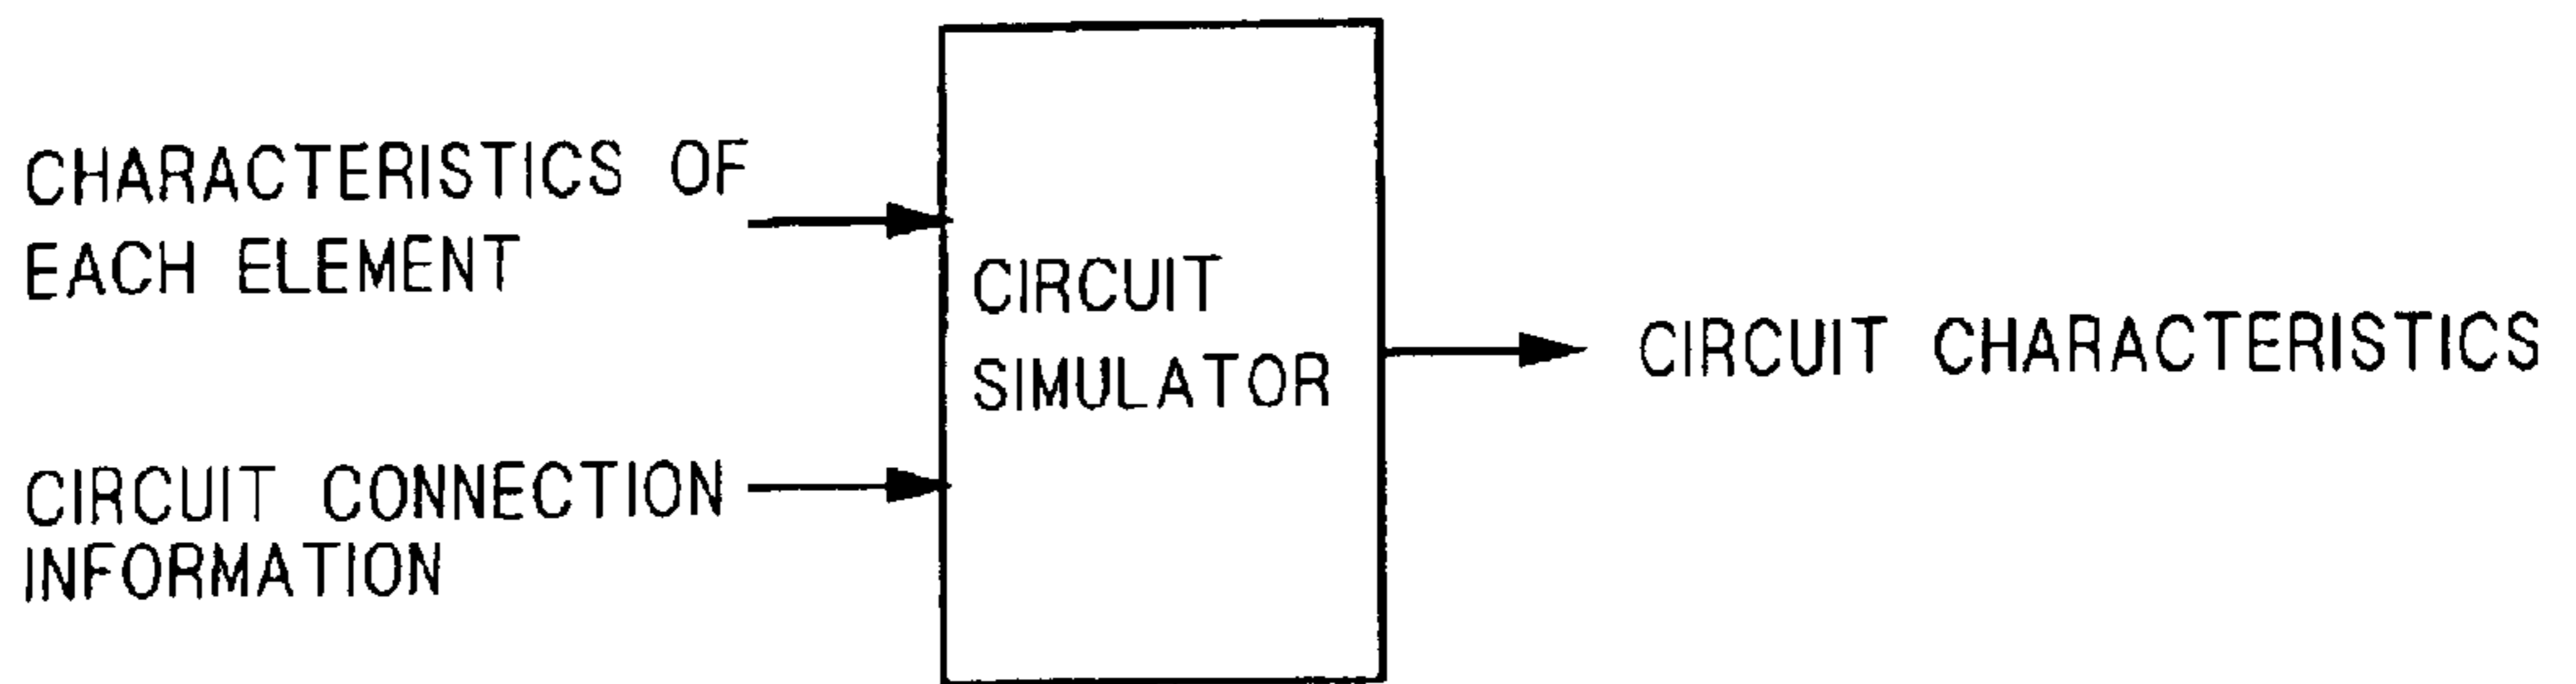 CHARACTERISTICS OF
EACH ELEMENT
CIRCUIT CONNECTION
INFORMATION
CIRCUIT
SIMULATOR
CIRCUIT CHARACTERISTICS